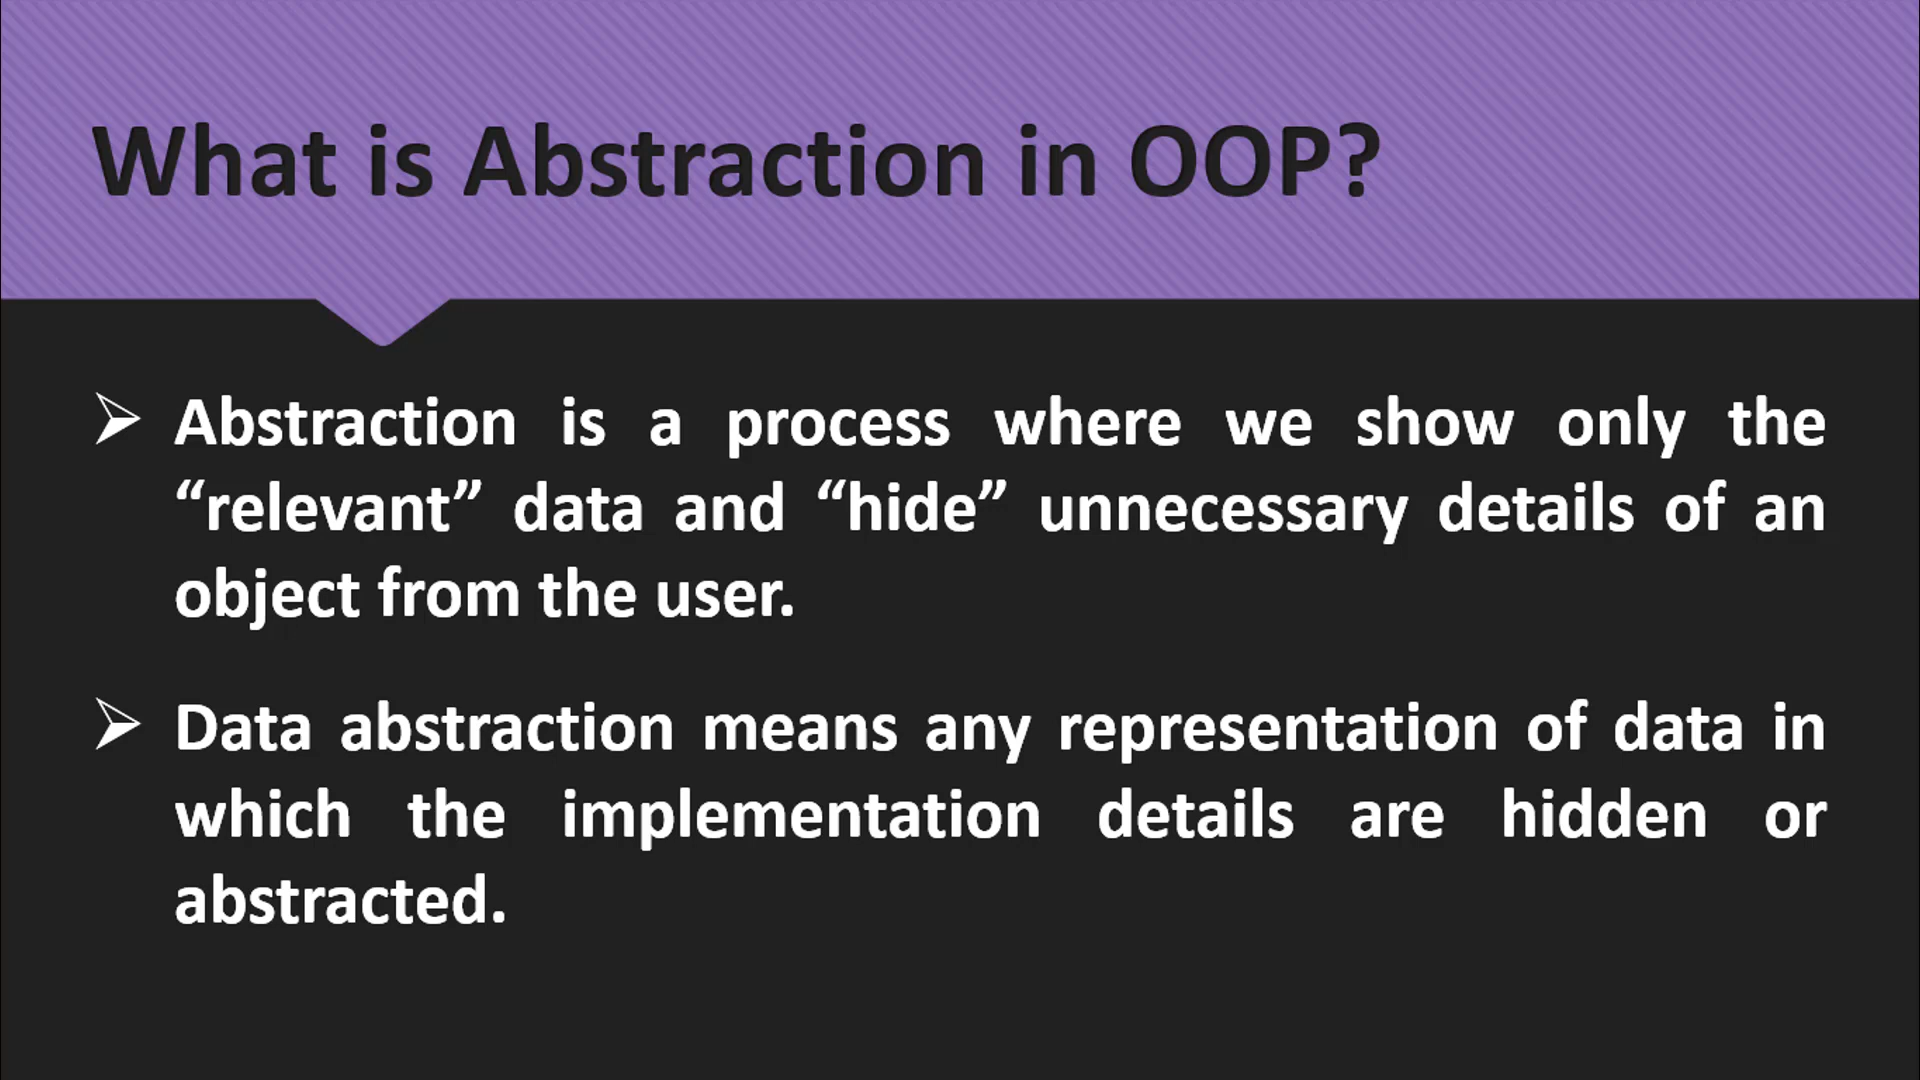 What is Abstraction in OOP?
➢ Abstraction is a process where we show only the
“relevant” data and “hide” unnecessary details of an
object from the user.
➢ Data abstraction means any representation of data in
which the implementation details are hidden or
abstracted.